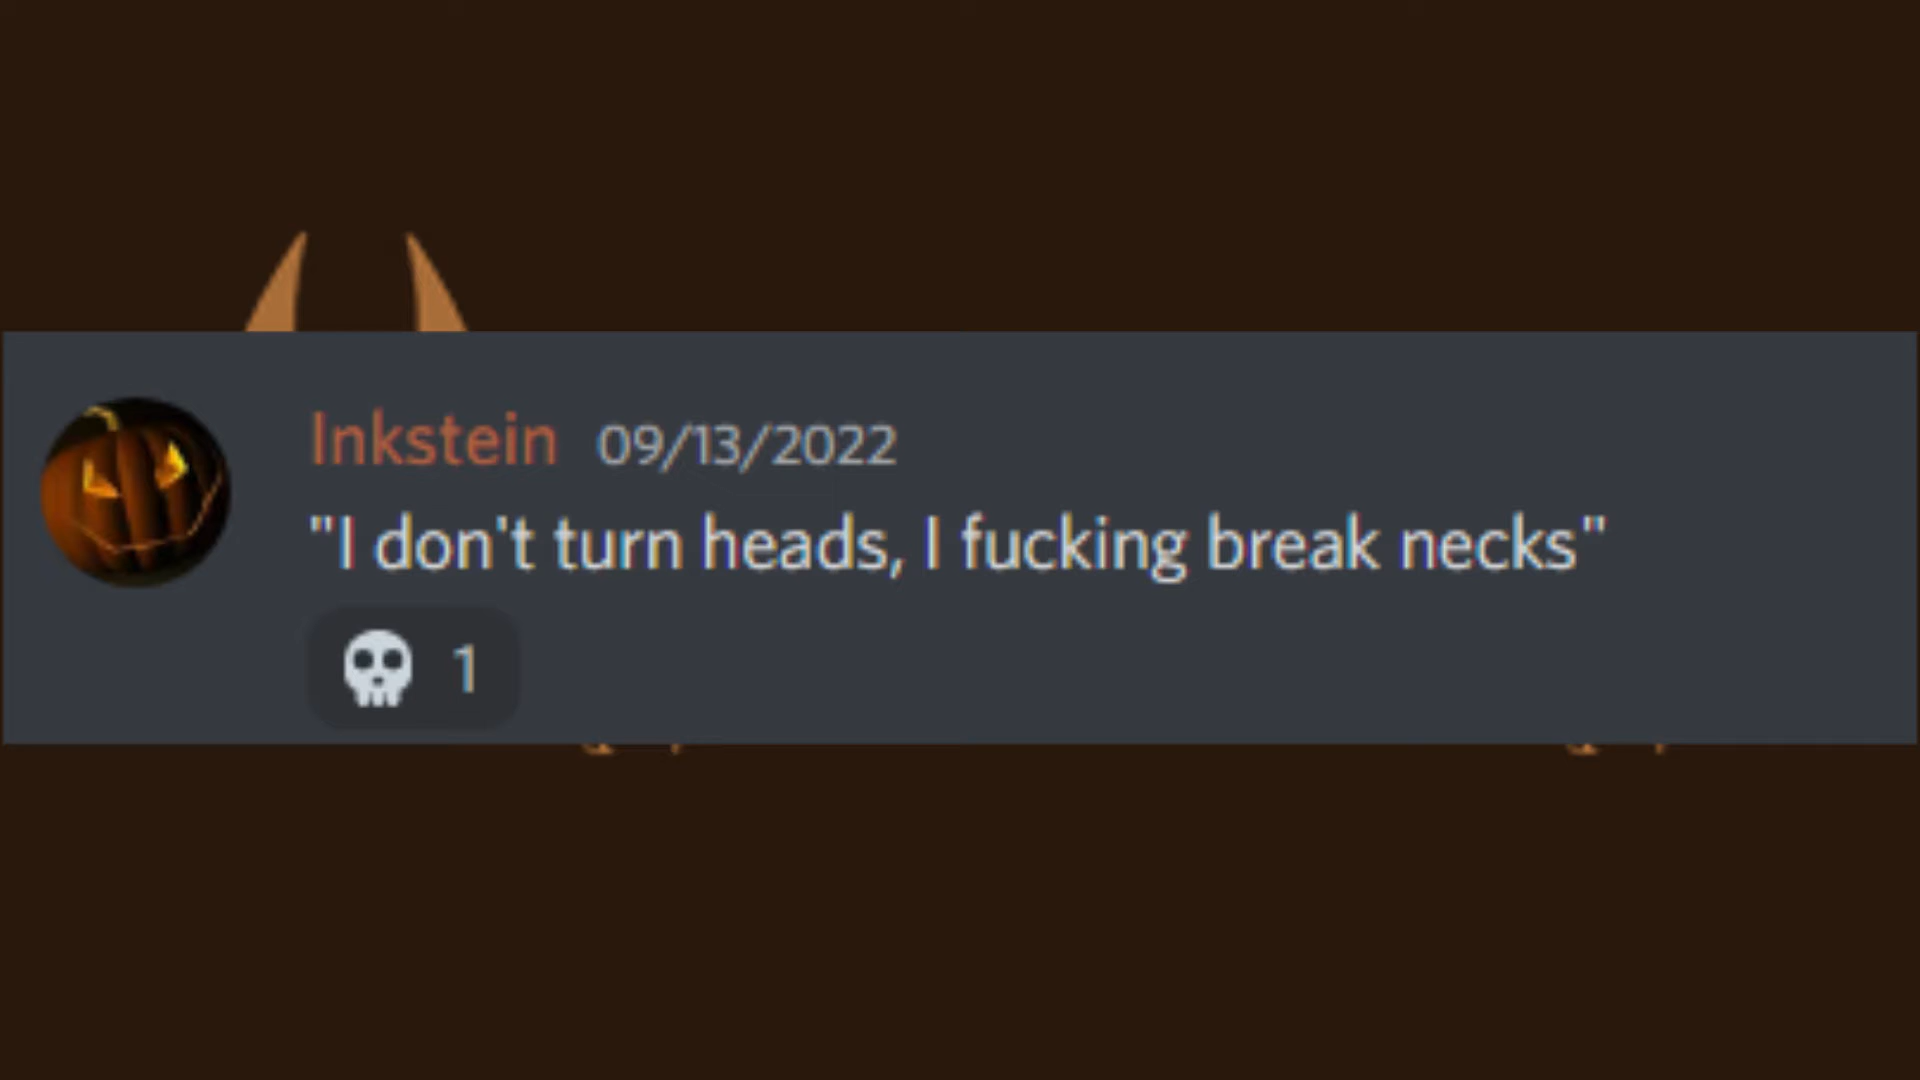 Inkstein 09/13/2022
"I don't turn heads, I fucking break necks"
1